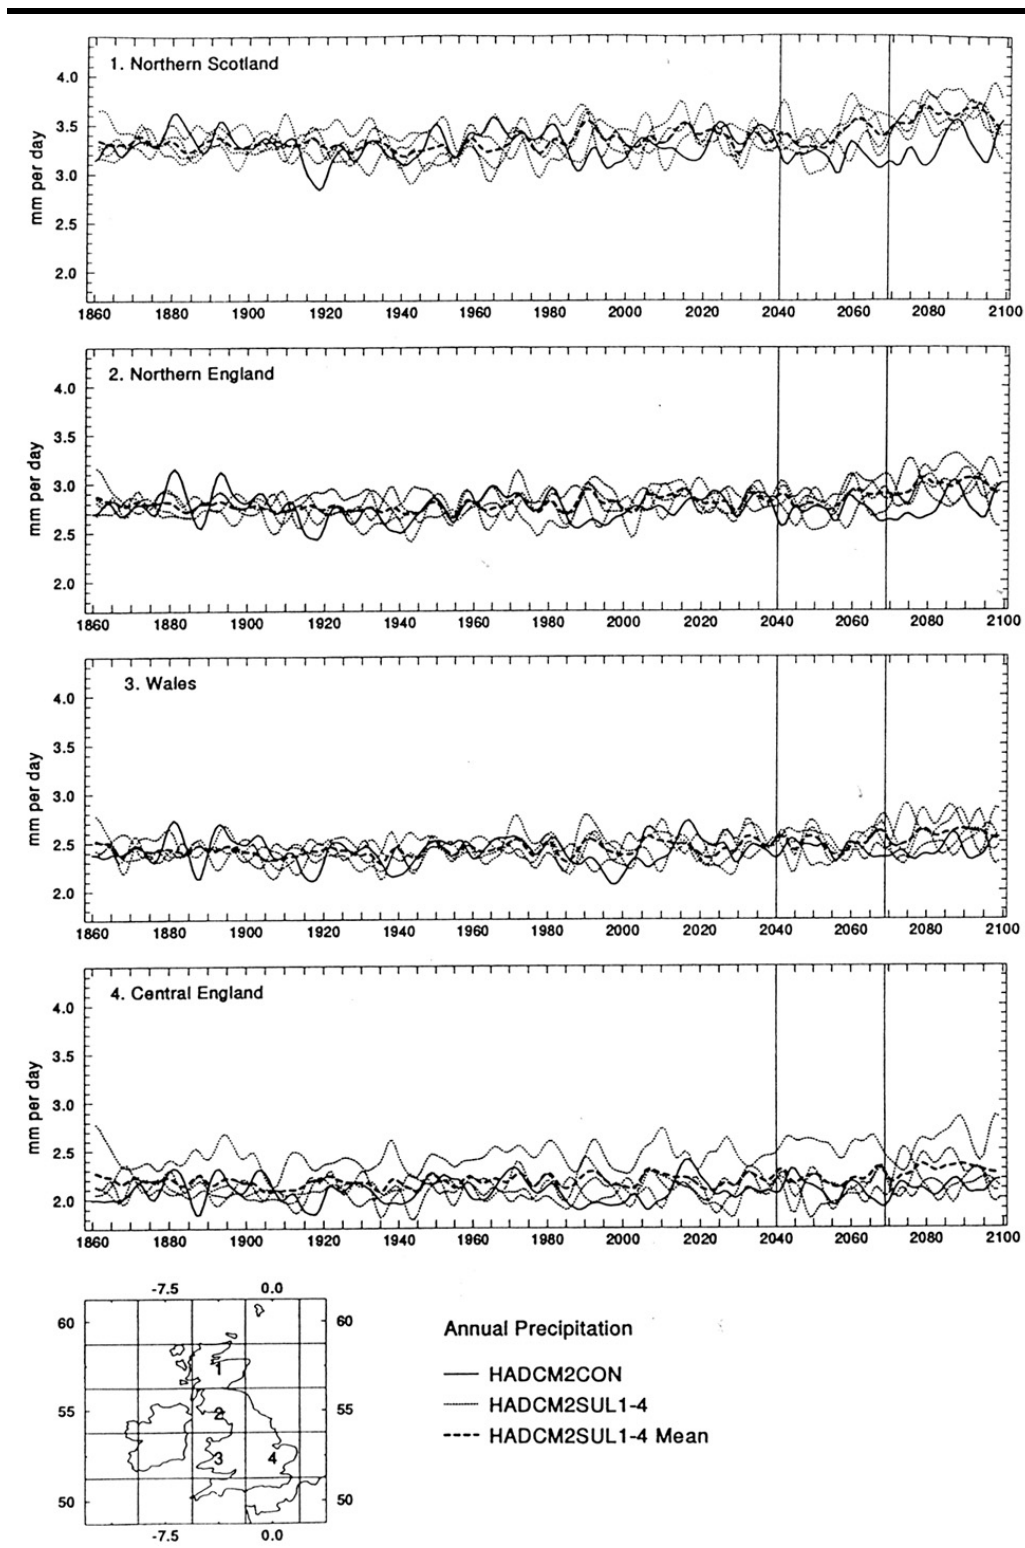 1. Northern Scotland
4.0
3.5
3.0
2.5
2.0
mm per day
1860 1880 1900 1920 1940 1960 1980 2000 2020 2040 2060 2080 2100
2. Northern England
4.0
3.5
3.0
2.5
2.0
mm per day
1860 1880 1900 1920 1940 1960 1980 2000 2020 2040 2060 2080 2100
3. Wales
4.0
3.5
3.0
2.5
2.0
mm per day
1860 1880 1900 1920 1940 1960 1980 2000 2020 2040 2060 2080 2100
4. Central England
4.0
3.5
3.0
2.5
2.0
mm per day
1860 1880 1900 1920 1940 1960 1980 2000 2020 2040 2060 2080 2100
-7.5 0.0
60 60
1
55 2 55
3 4
50 50
-7.5 0.0
Annual Precipitation
HADCM2CON
HADCM2SUL1-4
HADCM2SUL1-4 Mean